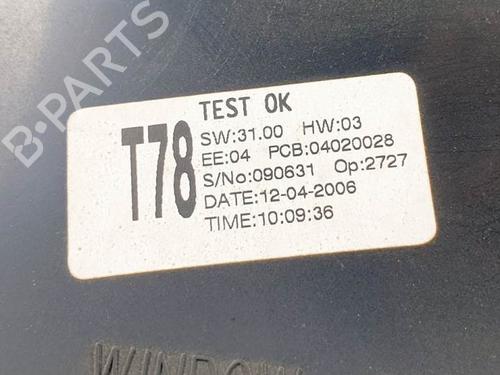 B-PARTS
TEST OK
T78
SW:31.00 HW:03
EE:04 PCB:04020028
S/No:090631 Op:2727
DATE:12-04-2006
TIME:10:09:36